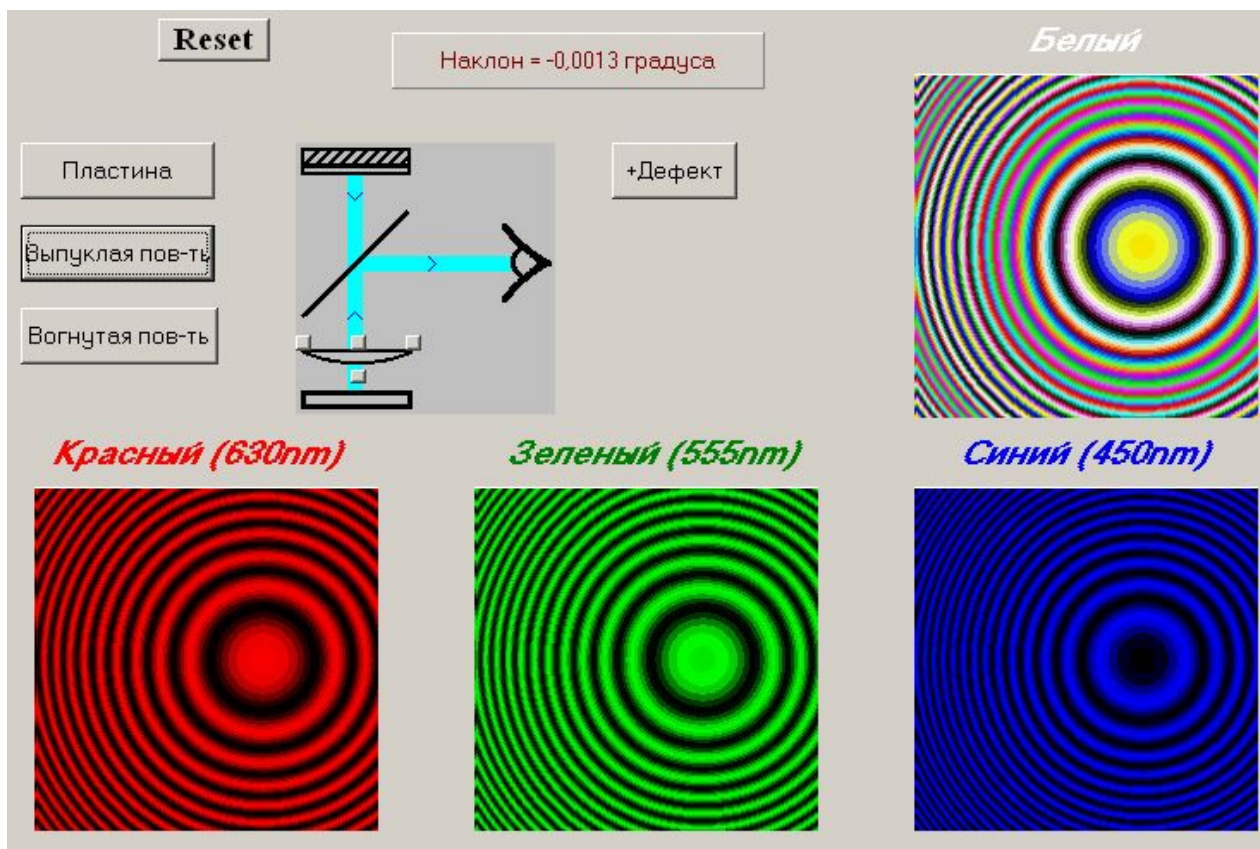 Reset
Наклон = -0,0013 градуса
Белый
Пластина
+Дефект
Выпуклая пов-ть
Вогнутая пов-ть
Красный (630nm)
Зеленый (555nm)
Синий (450nm)